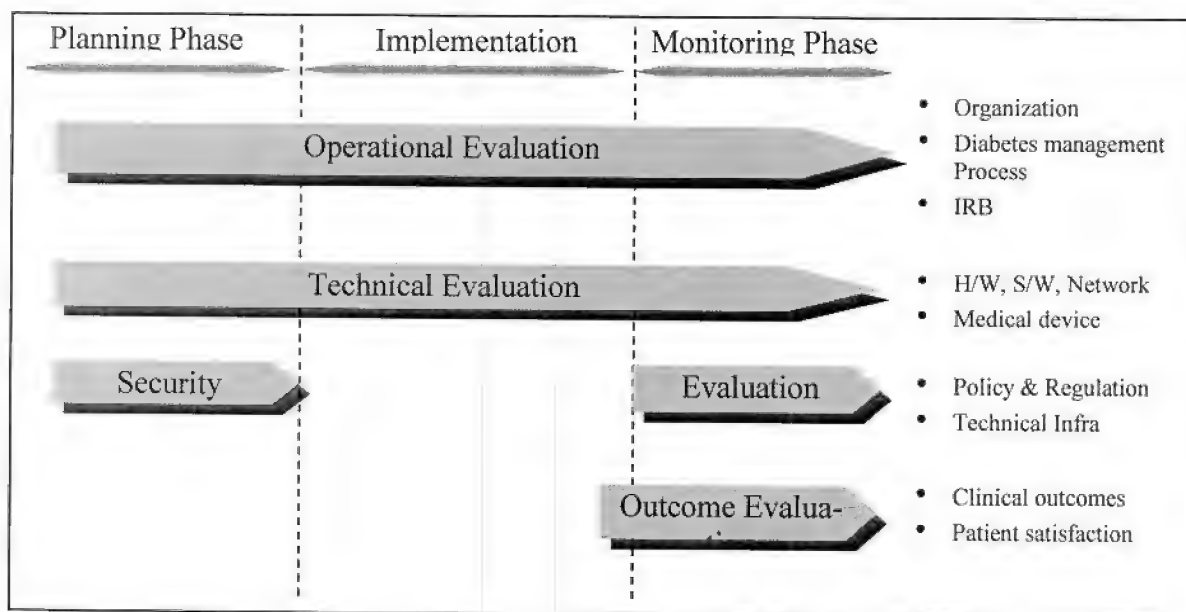 Planning Phase
Implementation
Monitoring Phase
Operational Evaluation
• Organization
• Diabetes management
Process
• IRB
Technical Evaluation
• H/W, S/W, Network
• Medical device
Security
Evaluation
• Policy & Regulation
• Technical Infra
Outcome Evalua-
• Clinical outcomes
• Patient satisfaction